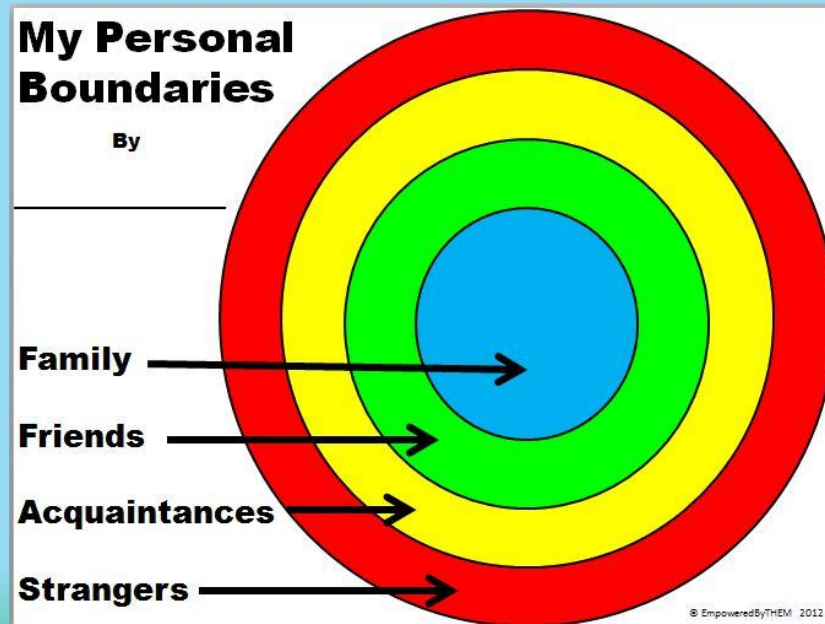 My Personal
Boundaries
By
Family
Friends
Acquaintances
Strangers
© EmpoweredByTHEM 2012